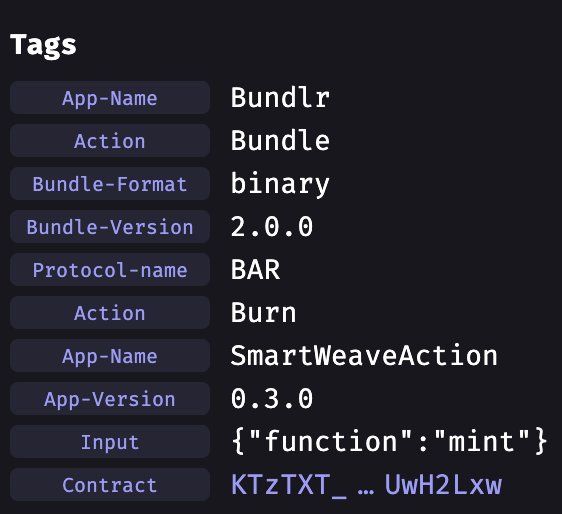 Tags
App-Name Bundlr
Action Bundle
Bundle-Format binary
Bundle-Version 2.0.0
Protocol-name BAR
Action Burn
App-Name SmartWeaveAction
App-Version 0.3.0
Input {"function":"mint"}
Contract KTzTXT_ … UwH2Lxw